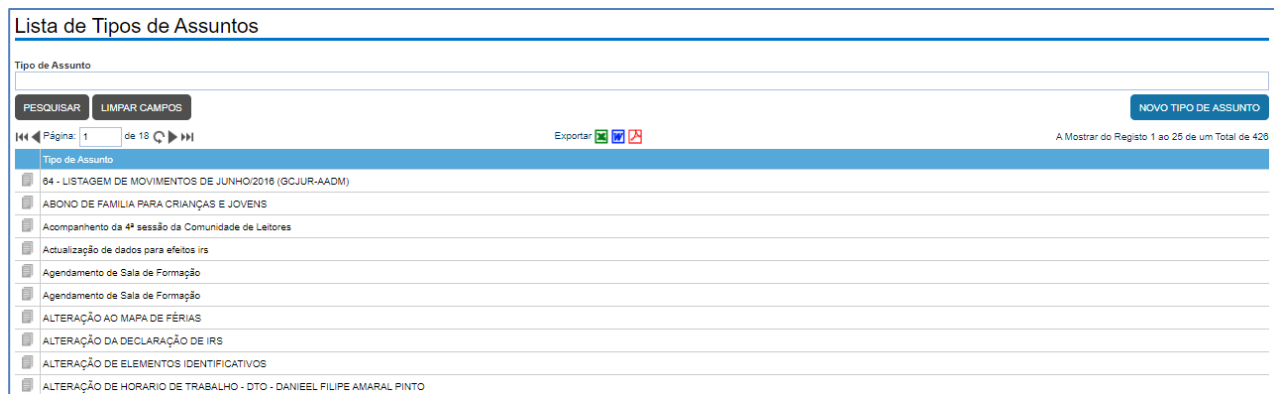 Lista de Tipos de Assuntos
Tipo de Assunto
PESQUISAR LIMPAR CAMPOS NOVO TIPO DE ASSUNTO
Página: 1 de 18 Exportar A Mostrar do Registo 1 ao 25 de um Total de 426
Tipo de Assunto
64 - LISTAGEM DE MOVIMENTOS DE JUNHO/2016 (GCJUR-AADM)
ABONO DE FAMILIA PARA CRIANÇAS E JOVENS
Acompanhento da 4ª sessão da Comunidade de Leitores
Actualização de dados para efeitos irs
Agendamento de Sala de Formação
Agendamento de Sala de Formação
ALTERAÇÃO AO MAPA DE FÉRIAS
ALTERAÇÃO DA DECLARAÇÃO DE IRS
ALTERAÇÃO DE ELEMENTOS IDENTIFICATIVOS
ALTERAÇÃO DE HORARIO DE TRABALHO - DTO - DANIEEL FILIPE AMARAL PINTO